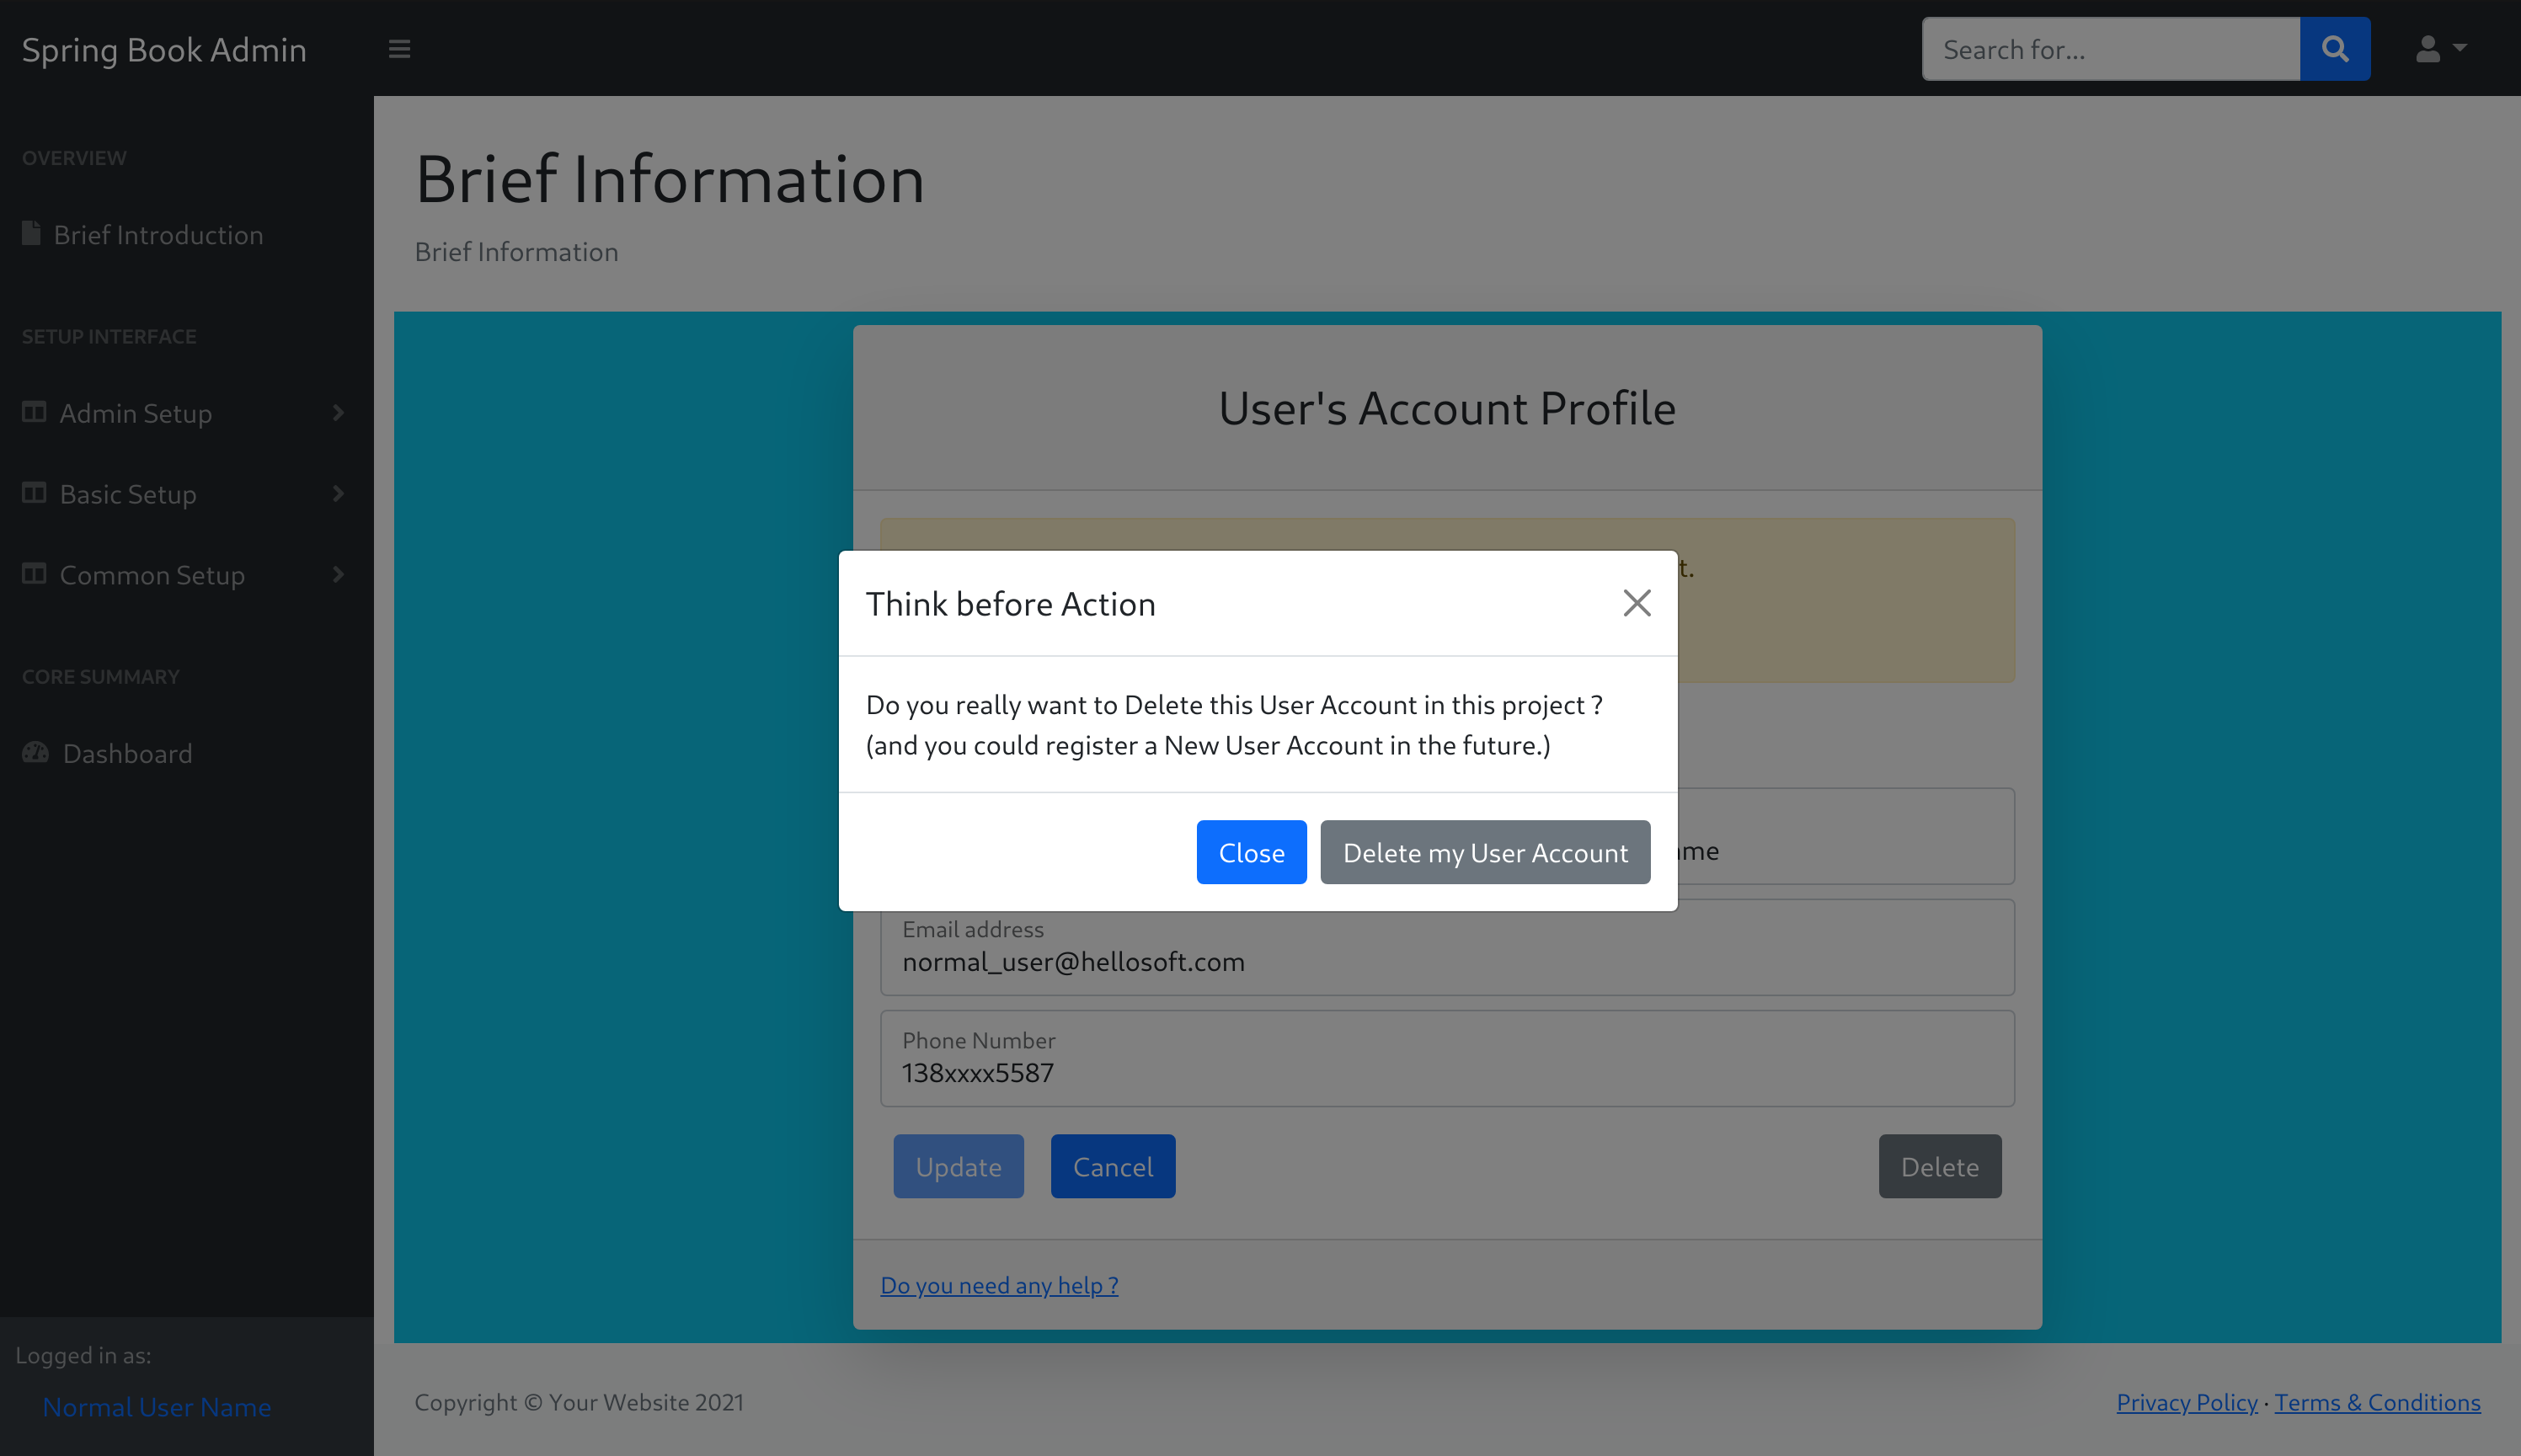 Spring Book Admin
Search for...
OVERVIEW
Brief Introduction
SETUP INTERFACE
Admin Setup
Basic Setup
Common Setup
CORE SUMMARY
Dashboard
Logged in as:
Normal User Name
Brief Information
Brief Information
User's Account Profile
t.
Think before Action
Do you really want to Delete this User Account in this project ?
(and you could register a New User Account in the future.)
Close Delete my User Account
me
Email address
normal_user@hellosoft.com
Phone Number
138xxxx5587
Update Cancel Delete
Do you need any help ?
Copyright © Your Website 2021
Privacy Policy · Terms & Conditions